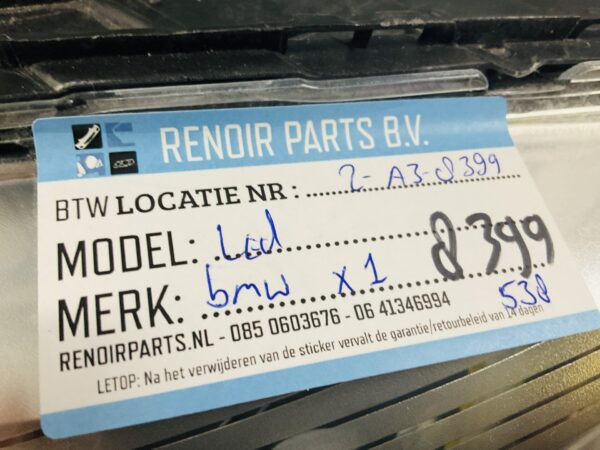 RENOIR PARTS B.V.
BTW LOCATIE NR : 2-A3-8399
MODEL: Led
MERK: bmw x1 8399
RENOIRPARTS.NL - 085 0603676 - 06 41346994 538
LETOP: Na het verwijderen van de sticker vervalt de garantie/retourbeleid van 14 dagen